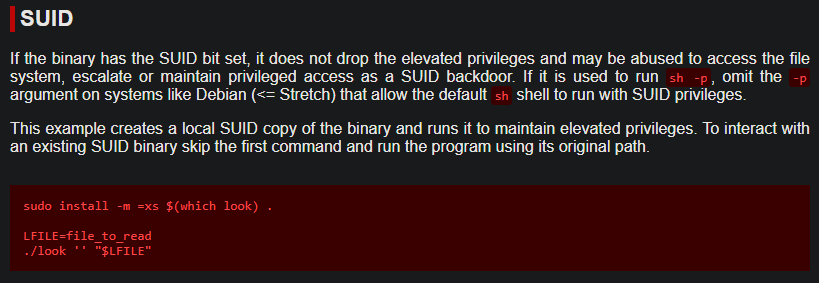 SUID
If the binary has the SUID bit set, it does not drop the elevated privileges and may be abused to access the file
system, escalate or maintain privileged access as a SUID backdoor. If it is used to run sh -p, omit the -p
argument on systems like Debian (<= Stretch) that allow the default sh shell to run with SUID privileges.
This example creates a local SUID copy of the binary and runs it to maintain elevated privileges. To interact with
an existing SUID binary skip the first command and run the program using its original path.
sudo install -m =xs $(which look) .
LFILE=file_to_read
./look '' "$LFILE"